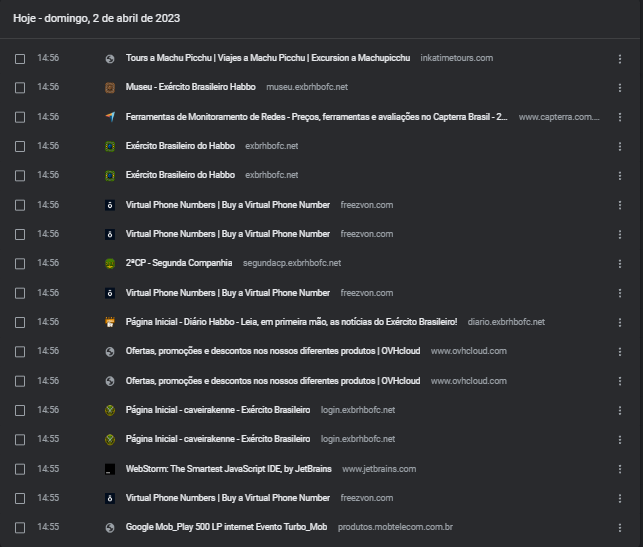 Hoje - domingo, 2 de abril de 2023
14:56 Tours a Machu Picchu | Viajes a Machu Picchu | Excursion a Machupicchu inkatimetours.com
14:56 Museu - Exército Brasileiro Habbo museu.exbrhbofc.net
14:56 Ferramentas de Monitoramento de Redes - Preços, ferramentas e avaliações no Capterra Brasil - 2... www.capterra.com....
14:56 Exército Brasileiro do Habbo exbrhbofc.net
14:56 Exército Brasileiro do Habbo exbrhbofc.net
14:56 Virtual Phone Numbers | Buy a Virtual Phone Number freezvon.com
14:56 Virtual Phone Numbers | Buy a Virtual Phone Number freezvon.com
14:56 2ªCP - Segunda Companhia segundacp.exbrhbofc.net
14:56 Virtual Phone Numbers | Buy a Virtual Phone Number freezvon.com
14:56 Página Inicial - Diário Habbo - Leia, em primeira mão, as notícias do Exército Brasileiro! diario.exbrhbofc.net
14:56 Ofertas, promoções e descontos nos nossos diferentes produtos | OVHcloud www.ovhcloud.com
14:56 Ofertas, promoções e descontos nos nossos diferentes produtos | OVHcloud www.ovhcloud.com
14:56 Página Inicial - caveirakenne - Exército Brasileiro login.exbrhbofc.net
14:55 Página Inicial - caveirakenne - Exército Brasileiro login.exbrhbofc.net
14:55 WebStorm: The Smartest JavaScript IDE, by JetBrains www.jetbrains.com
14:55 Virtual Phone Numbers | Buy a Virtual Phone Number freezvon.com
14:55 Google Mob_Play 500 LP internet Evento Turbo_Mob produtos.mobtelecom.com.br